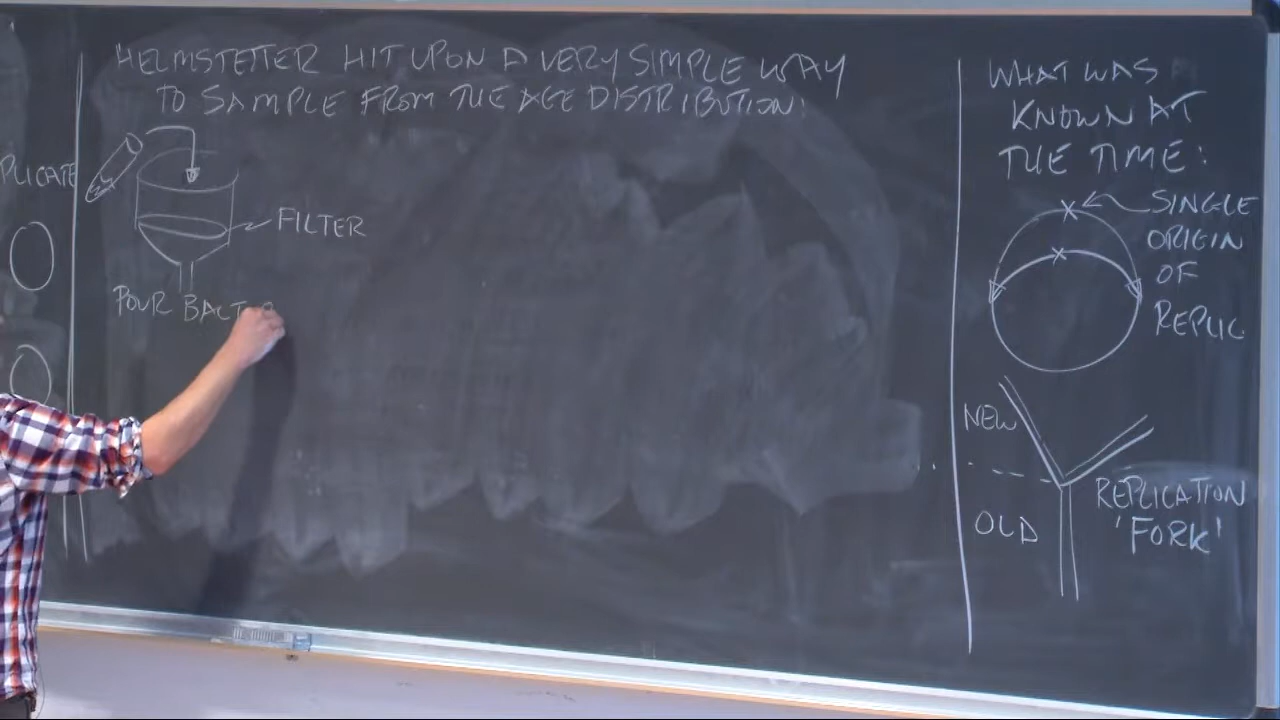 HELMSTETTER HIT UPON A VERY SIMPLE WAY
TO SAMPLE FROM THE AGE DISTRIBUTION:
FILTER
POUR BACT
PLICATE
WHAT WAS
KNOWN AT
THE TIME:
SINGLE
ORIGIN
OF
REPLIC.
NEW
OLD
REPLICATION
'FORK'